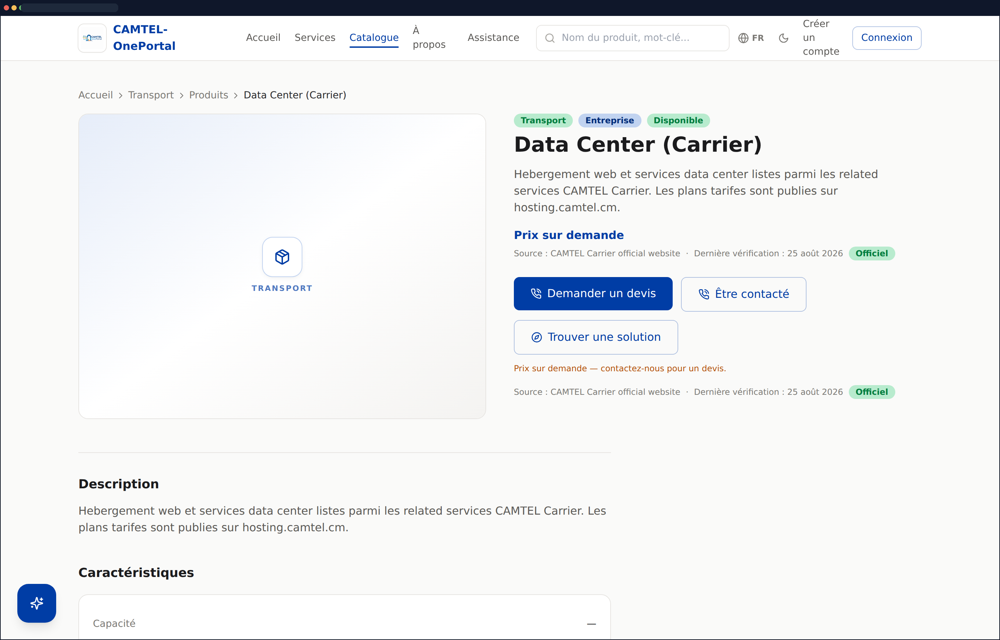 CAMTEL
OnePortal
CAMTEL-
OnePortal
Accueil
Services
Catalogue
À
propos
Assistance
Nom du produit, mot-clé...
FR
Créer
un
compte
Connexion
Accueil > Transport > Produits > Data Center (Carrier)
TRANSPORT
Transport
Entreprise
Disponible
Data Center (Carrier)
Hebergement web et services data center listes parmi les related
services CAMTEL Carrier. Les plans tarifes sont publies sur
hosting.camtel.cm.
Prix sur demande
Source : CAMTEL Carrier official website · Dernière vérification : 25 août 2026 Officiel
Demander un devis
Être contacté
Trouver une solution
Prix sur demande — contactez-nous pour un devis.
Source : CAMTEL Carrier official website · Dernière vérification : 25 août 2026 Officiel
Description
Hebergement web et services data center listes parmi les related services CAMTEL Carrier. Les
plans tarifes sont publies sur hosting.camtel.cm.
Caractéristiques
Capacité —